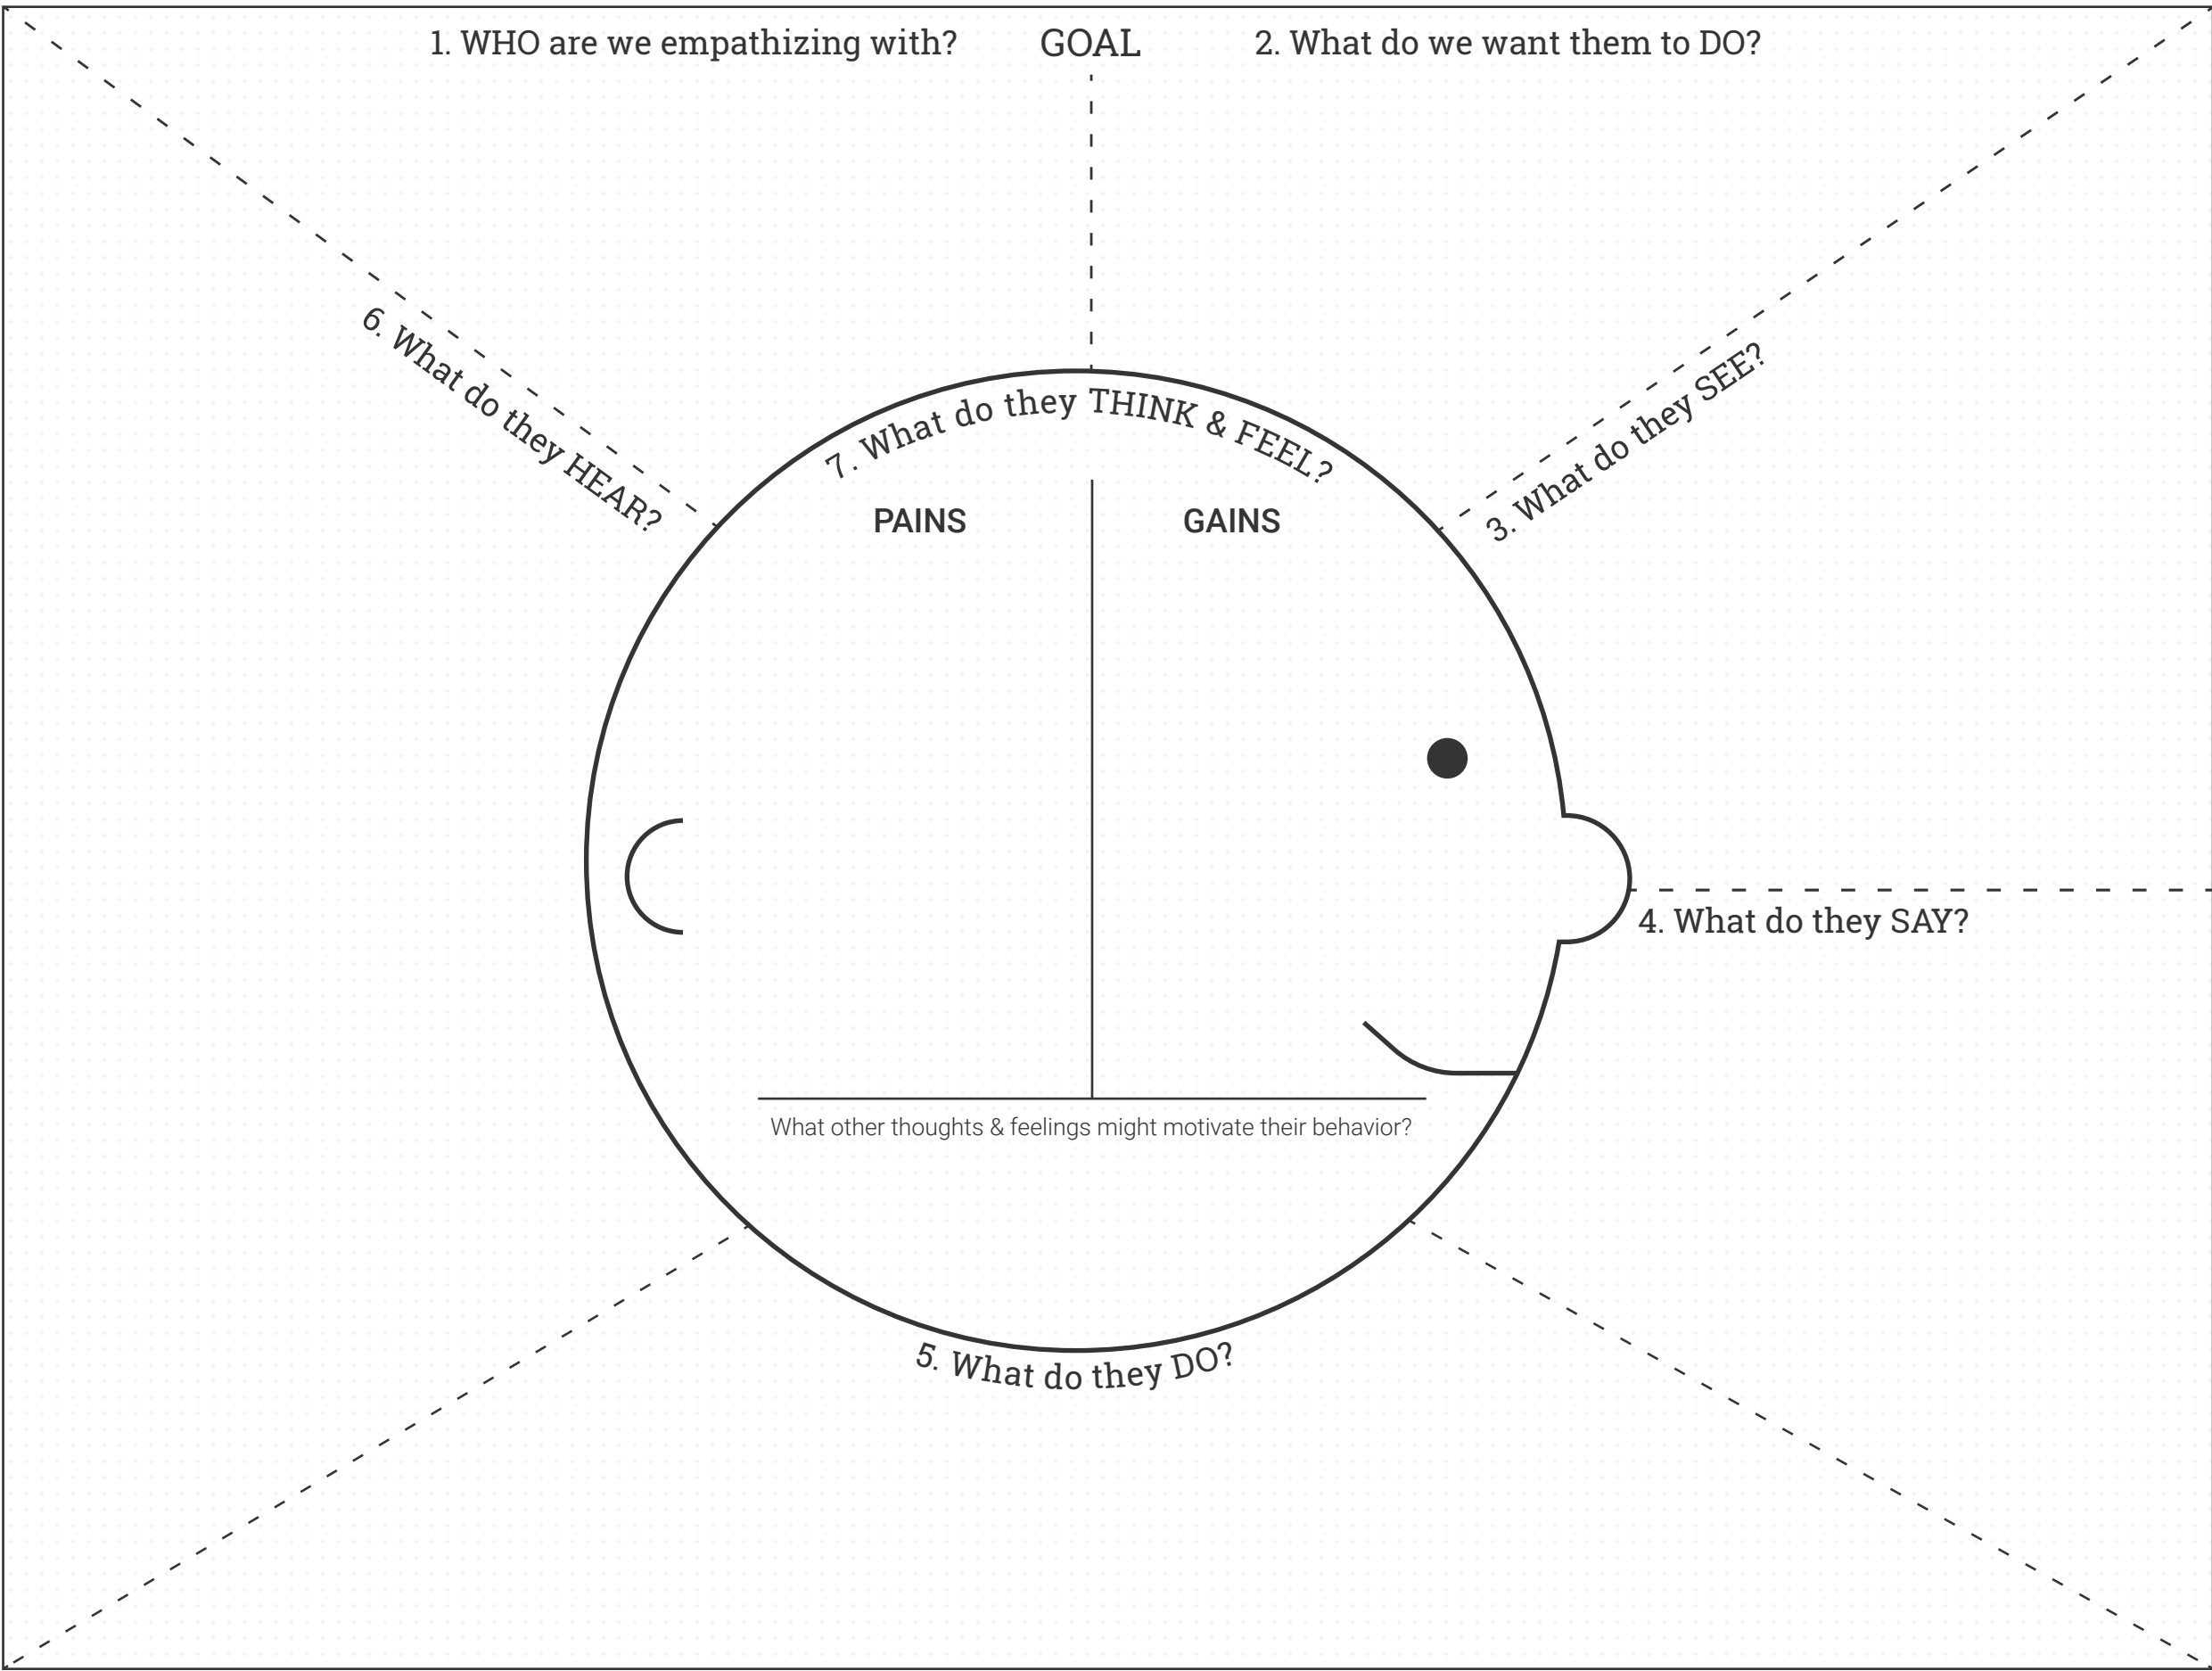 1. WHO are we empathizing with?
GOAL
2. What do we want them to DO?
6. What do they HEAR?
3. What do they SEE?
7. What do they THINK & FEEL?
PAINS
GAINS
4. What do they SAY?
What other thoughts & feelings might motivate their behavior?
5. What do they DO?